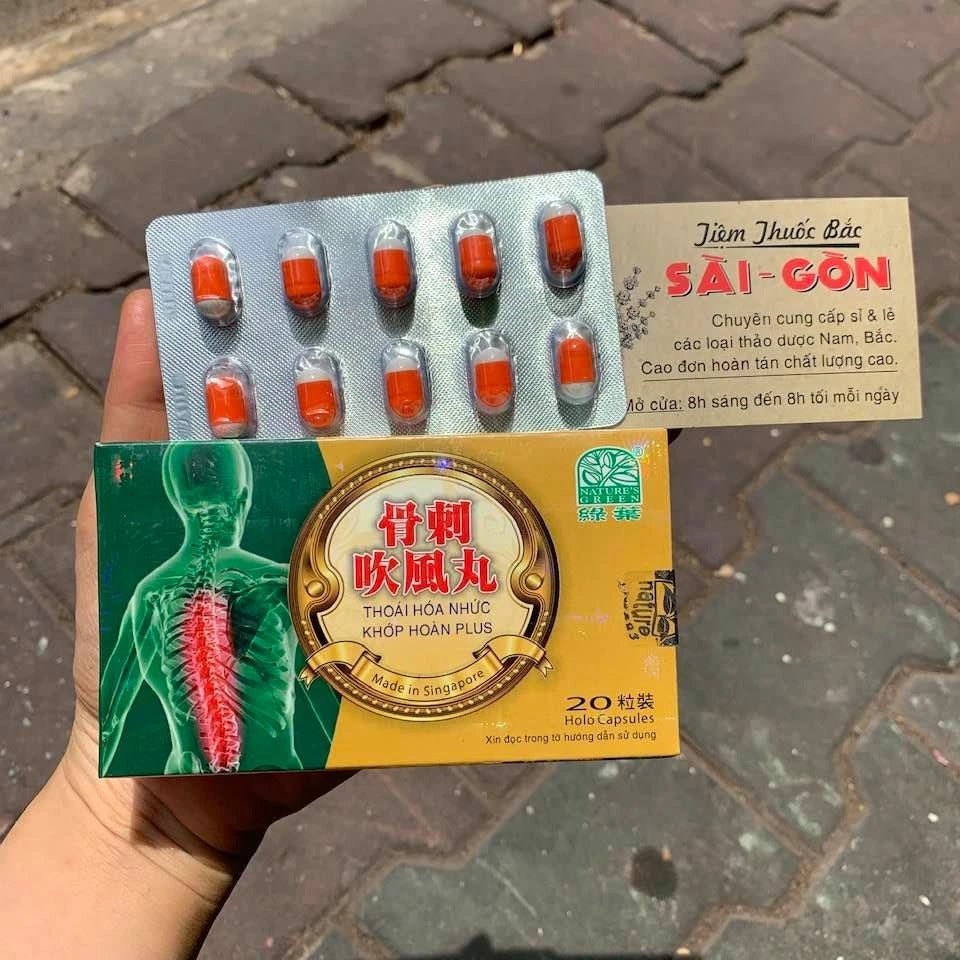 Tiệm Thuốc Bắc
SÀI-GÒN
Chuyên cung cấp sỉ & lẻ
các loại thảo dược Nam, Bắc.
Cao đơn hoàn tán chất lượng cao.
Mở cửa: 8h sáng đến 8h tối mỗi ngày
®
NATURE'S
GREEN
綠葉
骨刺
吹風丸
THOÁI HÓA NHỨC
KHỚP HOÀN PLUS
Made in Singapore
nature
20粒裝
Holo Capsules
Xin đọc trong tờ hướng dẫn sử dụng